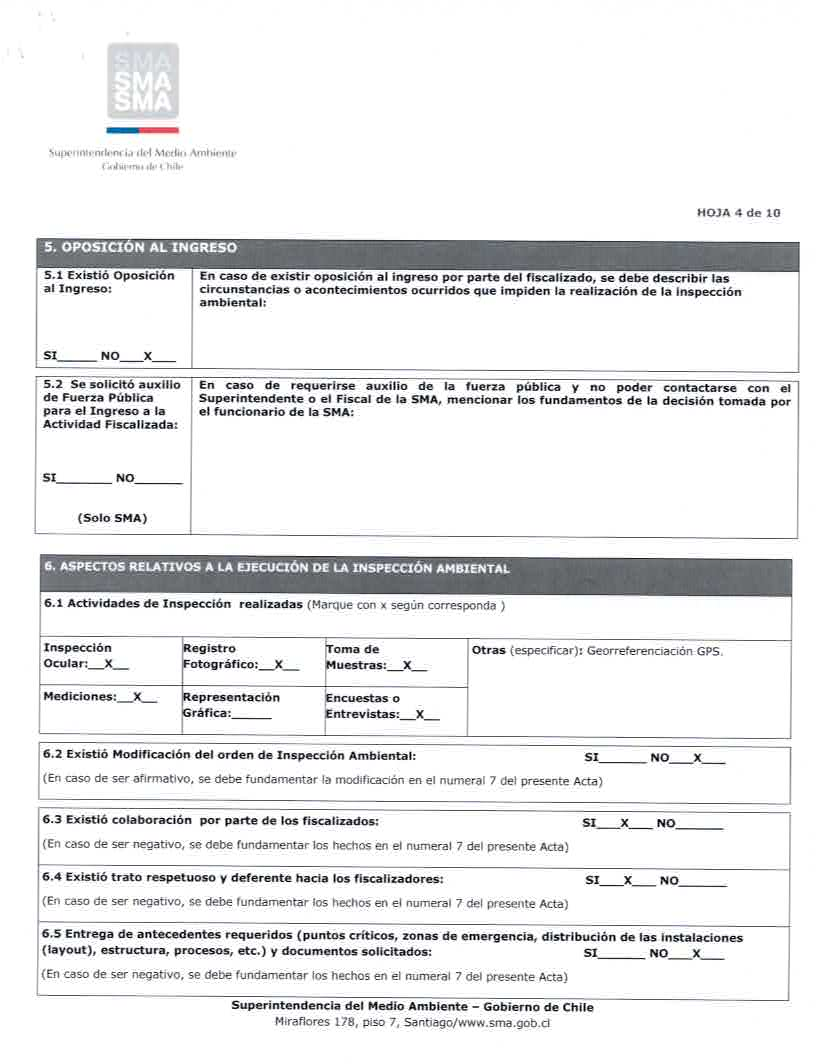 SMA
SMA
SMA
Superintendencia del Medio Ambiente
Gobierno de Chile
HOJA 4 de 10
5. OPOSICIÓN AL INGRESO
5.1 Existió Oposición
al Ingreso:
SI______ NO___X___
En caso de existir oposición al ingreso por parte del fiscalizado, se debe describir las
circunstancias o acontecimientos ocurridos que impiden la realización de la inspección
ambiental:
5.2 Se solicitó auxilio
de Fuerza Pública
para el Ingreso a la
Actividad Fiscalizada:
SI_______ NO______
(Solo SMA)
En caso de requerirse auxilio de la fuerza pública y no poder contactarse con el
Superintendente o el Fiscal de la SMA, mencionar los fundamentos de la decisión tomada por
el funcionario de la SMA:
6. ASPECTOS RELATIVOS A LA EJECUCIÓN DE LA INSPECCIÓN AMBIENTAL
6.1 Actividades de Inspección realizadas (Marque con x según corresponda )
Inspección
Ocular:__X__
Registro
Fotográfico:__X__
Toma de
Muestras:__X__
Otras (especificar): Georreferenciación GPS.
Mediciones:__X__
Representación
Gráfica:_____
Encuestas o
Entrevistas:__X__
6.2 Existió Modificación del orden de Inspección Ambiental: SI______ NO___X___
(En caso de ser afirmativo, se debe fundamentar la modificación en el numeral 7 del presente Acta)
6.3 Existió colaboración por parte de los fiscalizados: SI___X___ NO______
(En caso de ser negativo, se debe fundamentar los hechos en el numeral 7 del presente Acta)
6.4 Existió trato respetuoso y deferente hacia los fiscalizadores: SI___X___ NO______
(En caso de ser negativo, se debe fundamentar los hechos en el numeral 7 del presente Acta)
6.5 Entrega de antecedentes requeridos (puntos críticos, zonas de emergencia, distribución de las instalaciones
(layout), estructura, procesos, etc.) y documentos solicitados: SI______ NO___X___
(En caso de ser negativo, se debe fundamentar los hechos en el numeral 7 del presente Acta)
Superintendencia del Medio Ambiente – Gobierno de Chile
Miraflores 178, piso 7, Santiago/www.sma.gob.cl